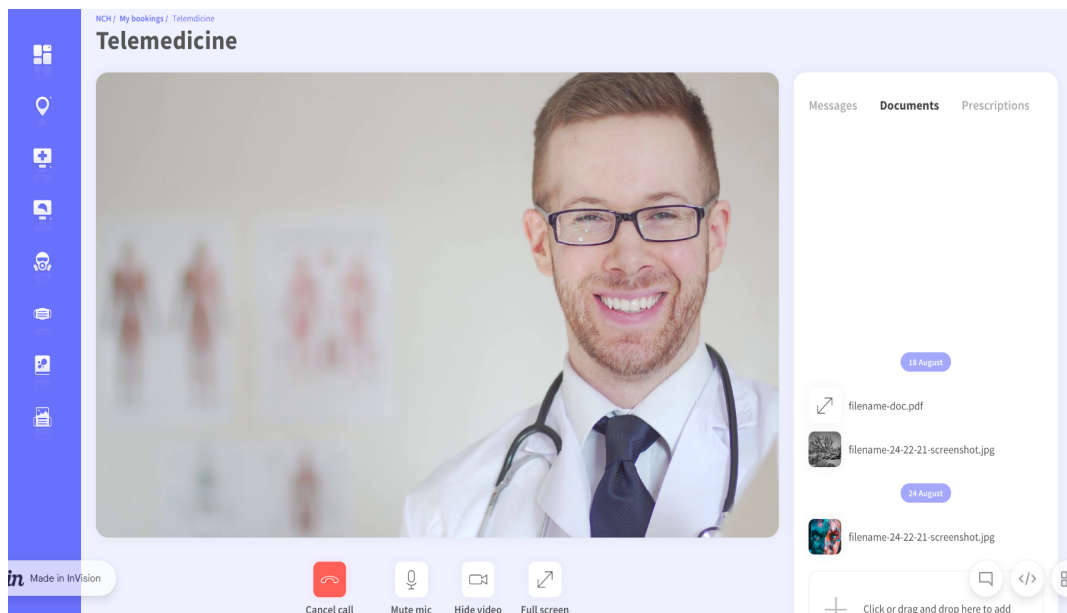 NCH / My bookings / Telemdicine
Telemedicine
Messages Documents Prescriptions
18 August
filename-doc.pdf
filename-24-22-21-screenshot.jpg
24 August
filename-24-22-21-screenshot.jpg
Click or drag and drop here to add
in Made in InVision
Cancel call Mute mic Hide video Full screen